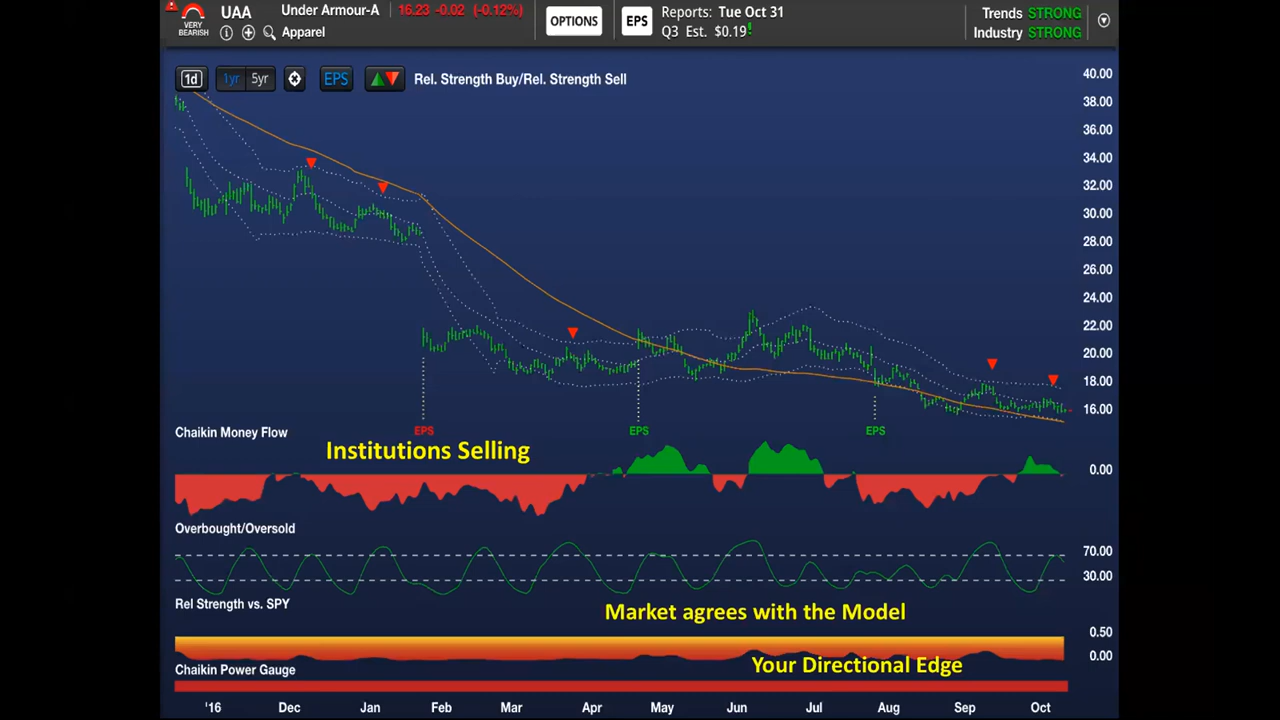 UAA Under Armour-A 16.23 -0.02 (-0.12%) OPTIONS EPS Reports: Tue Oct 31 Trends STRONG
VERY BEARISH Apparel Q3 Est. $0.19! Industry STRONG
1d 1yr 5yr EPS Rel. Strength Buy/Rel. Strength Sell
40.00
38.00
36.00
34.00
32.00
30.00
28.00
26.00
24.00
22.00
20.00
18.00
16.00
EPS EPS EPS
Chaikin Money Flow
Institutions Selling
0.00
Overbought/Oversold
70.00
30.00
Rel Strength vs. SPY
Market agrees with the Model
0.50
0.00
Chaikin Power Gauge
Your Directional Edge
'16 Dec Jan Feb Mar Apr May Jun Jul Aug Sep Oct